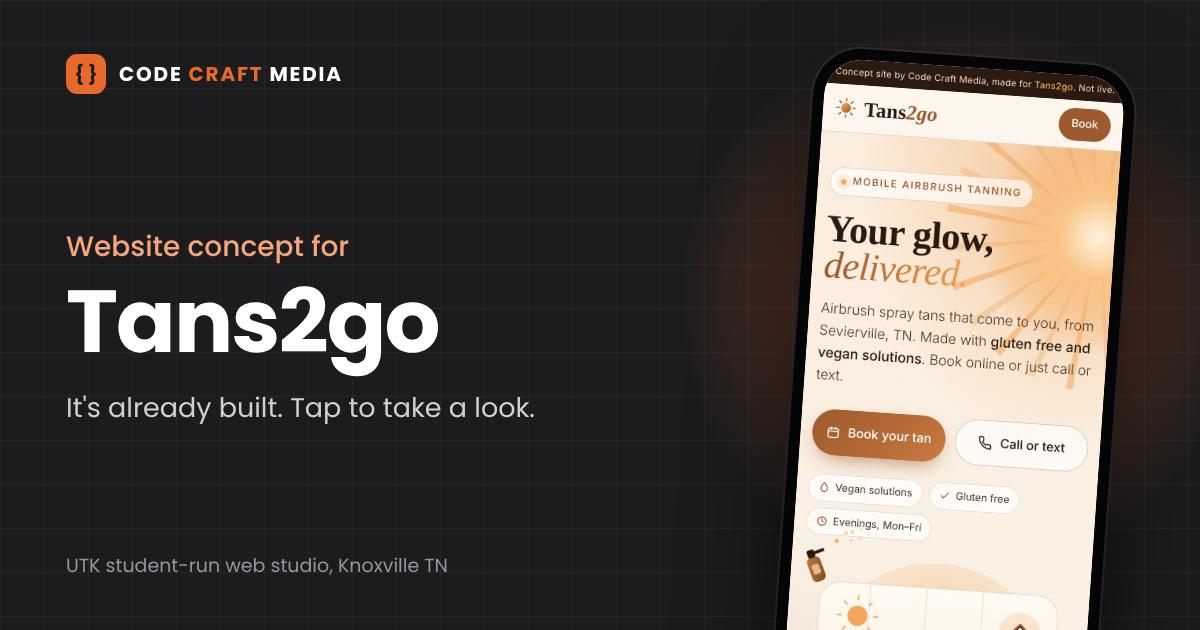 { } CODE CRAFT MEDIA
Website concept for
Tans2go
It's already built. Tap to take a look.
UTK student-run web studio, Knoxville TN
Concept site by Code Craft Media, made for Tans2go. Not live.
Tans2go
Book
MOBILE AIRBRUSH TANNING
Your glow,
delivered.
Airbrush spray tans that come to you, from
Sevierville, TN. Made with gluten free and
vegan solutions. Book online or just call or
text.
Book your tan
Call or text
Vegan solutions
Gluten free
Evenings, Mon–Fri